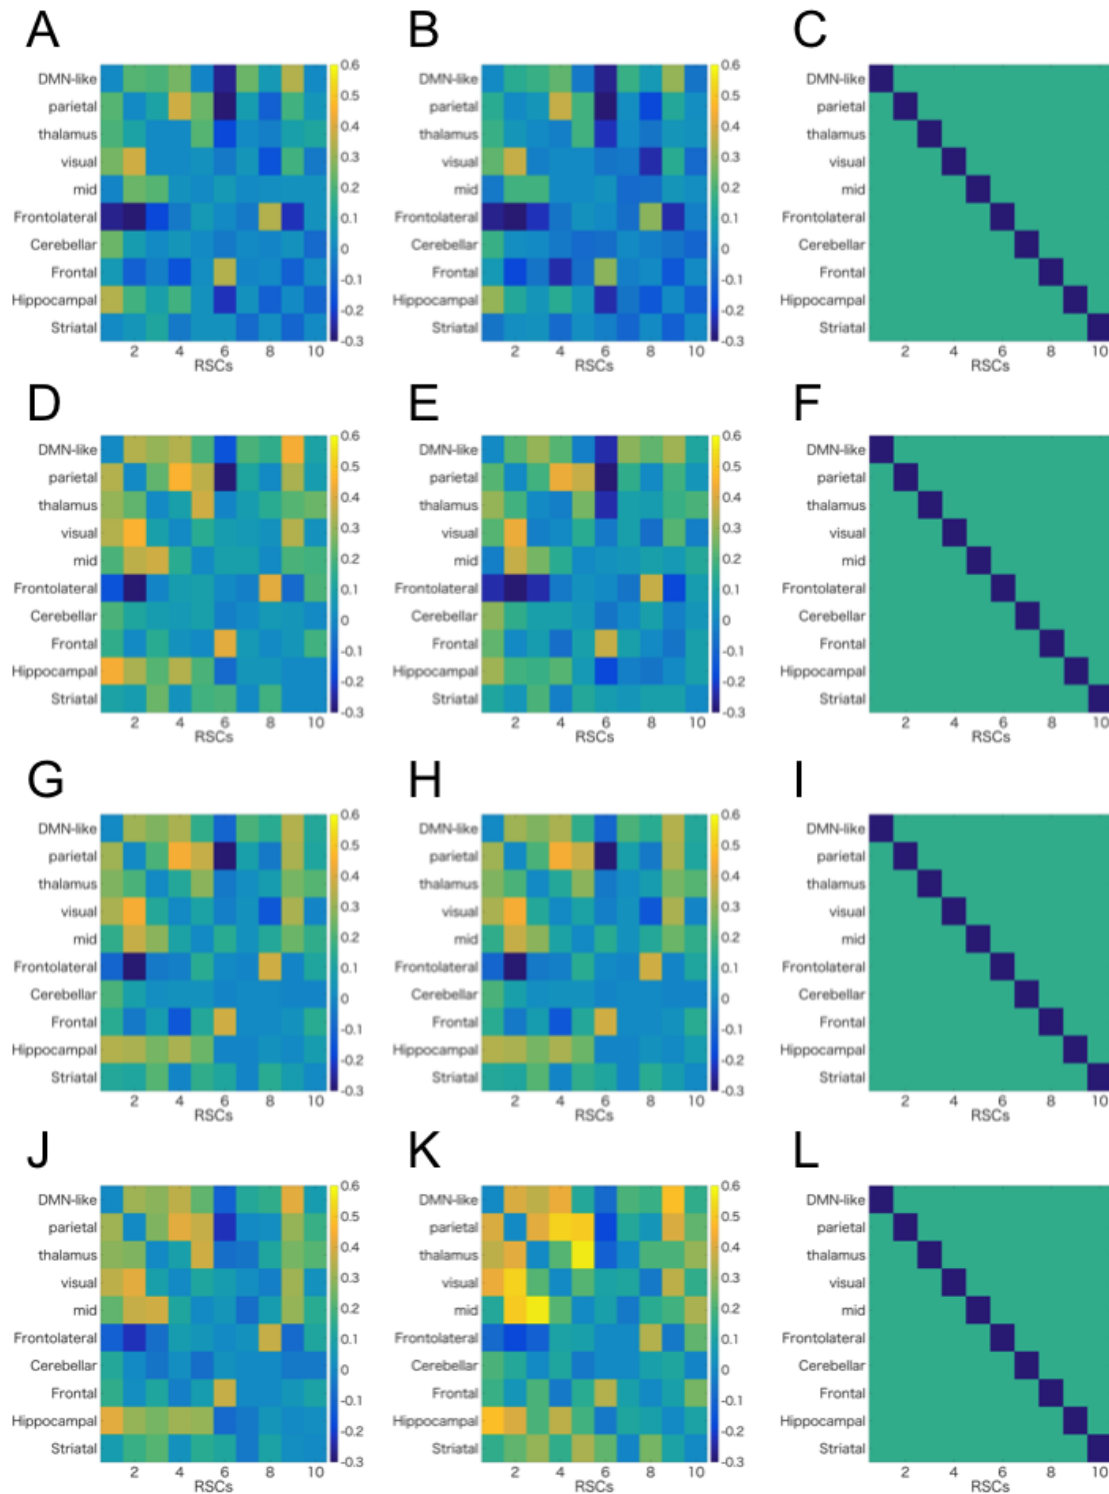 A B C
DMN-like 0.6 DMN-like 0.6 DMN-like
parietal 0.5 parietal 0.5 parietal
thalamus 0.4 thalamus 0.4 thalamus
visual 0.3 visual 0.3 visual
mid 0.2 mid 0.2 mid
Frontolateral 0.1 Frontolateral 0.1 Frontolateral
Cerebellar 0 Cerebellar 0 Cerebellar
Frontal -0.1 Frontal -0.1 Frontal
Hippocampal -0.2 Hippocampal -0.2 Hippocampal
Striatal -0.3 Striatal -0.3 Striatal
2 4 6 8 10 2 4 6 8 10 2 4 6 8 10
RSCs RSCs RSCs
D E F
DMN-like 0.6 DMN-like 0.6 DMN-like
parietal 0.5 parietal 0.5 parietal
thalamus 0.4 thalamus 0.4 thalamus
visual 0.3 visual 0.3 visual
mid 0.2 mid 0.2 mid
Frontolateral 0.1 Frontolateral 0.1 Frontolateral
Cerebellar 0 Cerebellar 0 Cerebellar
Frontal -0.1 Frontal -0.1 Frontal
Hippocampal -0.2 Hippocampal -0.2 Hippocampal
Striatal -0.3 Striatal -0.3 Striatal
2 4 6 8 10 2 4 6 8 10 2 4 6 8 10
RSCs RSCs RSCs
G H I
DMN-like 0.6 DMN-like 0.6 DMN-like
parietal 0.5 parietal 0.5 parietal
thalamus 0.4 thalamus 0.4 thalamus
visual 0.3 visual 0.3 visual
mid 0.2 mid 0.2 mid
Frontolateral 0.1 Frontolateral 0.1 Frontolateral
Cerebellar 0 Cerebellar 0 Cerebellar
Frontal -0.1 Frontal -0.1 Frontal
Hippocampal -0.2 Hippocampal -0.2 Hippocampal
Striatal -0.3 Striatal -0.3 Striatal
2 4 6 8 10 2 4 6 8 10 2 4 6 8 10
RSCs RSCs RSCs
J K L
DMN-like 0.6 DMN-like 0.6 DMN-like
parietal 0.5 parietal 0.5 parietal
thalamus 0.4 thalamus 0.4 thalamus
visual 0.3 visual 0.3 visual
mid 0.2 mid 0.2 mid
Frontolateral 0.1 Frontolateral 0.1 Frontolateral
Cerebellar 0 Cerebellar 0 Cerebellar
Frontal -0.1 Frontal -0.1 Frontal
Hippocampal -0.2 Hippocampal -0.2 Hippocampal
Striatal -0.3 Striatal -0.3 Striatal
2 4 6 8 10 2 4 6 8 10 2 4 6 8 10
RSCs RSCs RSCs